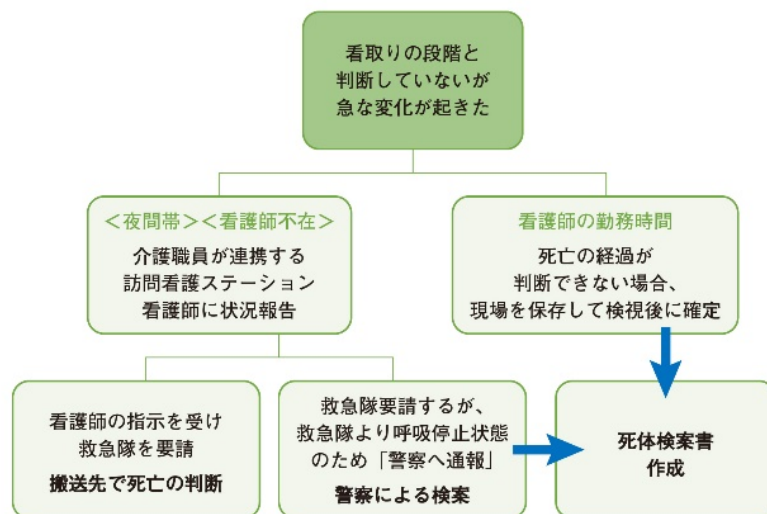 看取りの段階と
判断していないが
急な変化が起きた
＜夜間帯＞＜看護師不在＞
介護職員が連携する
訪問看護ステーション
看護師に状況報告
看護師の勤務時間
死亡の経過が
判断できない場合、
現場を保存して検視後に確定
看護師の指示を受け
救急隊を要請
搬送先で死亡の判断
救急隊要請するが、
救急隊より呼吸停止状態
のため「警察へ通報」
警察による検案
死体検案書
作成